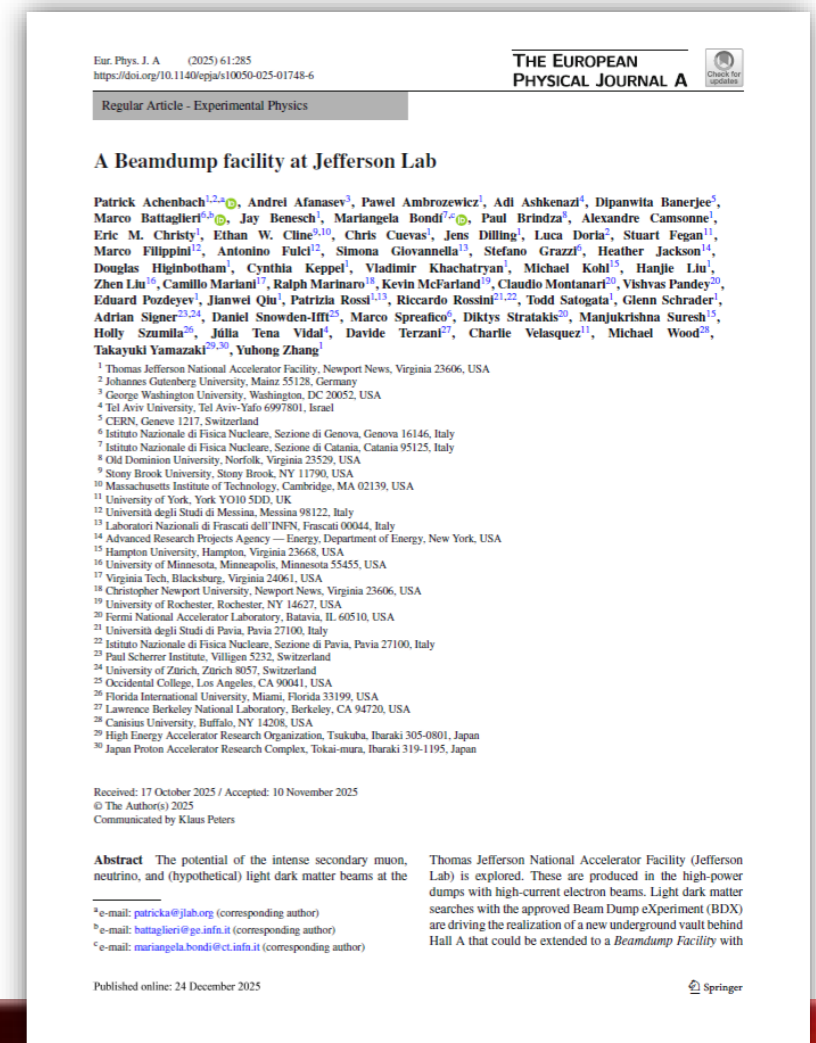 Eur. Phys. J. A (2025) 61:285
https://doi.org/10.1140/epja/s10050-025-01748-6
THE EUROPEAN
PHYSICAL JOURNAL A
Check for
updates
Regular Article - Experimental Physics
A Beamdump facility at Jefferson Lab
Patrick Achenbach1,2,a, Andrei Afanasev3, Pawel Ambrozewicz1, Adi Ashkenazi4, Dipanwita Banerjee5,
Marco Battaglieri6,b, Jay Benesch1, Mariangela Bondí7,c, Paul Brindza8, Alexandre Camsonne1,
Eric M. Christy1, Ethan W. Cline9,10, Chris Cuevas1, Jens Dilling1, Luca Doria2, Stuart Fegan11,
Marco Filippini12, Antonino Fulci12, Simona Giovannella13, Stefano Grazzi6, Heather Jackson14,
Douglas Higinbotham1, Cynthia Keppel1, Vladimir Khachatryan1, Michael Kohl15, Hanjie Liu1,
Zhen Liu16, Camillo Mariani17, Ralph Marinaro18, Kevin McFarland19, Claudio Montanari20, Vishvas Pandey20,
Eduard Pozdeyev1, Jianwei Qiu1, Patrizia Rossi1,13, Riccardo Rossini21,22, Todd Satogata1, Glenn Schrader1,
Adrian Signer23,24, Daniel Snowden-Ifft25, Marco Spreafico6, Diktys Stratakis20, Manjukrishna Suresh15,
Holly Szumila26, Júlia Tena Vidal4, Davide Terzani27, Charlie Velasquez11, Michael Wood28,
Takayuki Yamazaki29,30, Yuhong Zhang1
1 Thomas Jefferson National Accelerator Facility, Newport News, Virginia 23606, USA
2 Johannes Gutenberg University, Mainz 55128, Germany
3 George Washington University, Washington, DC 20052, USA
4 Tel Aviv University, Tel Aviv-Yafo 6997801, Israel
5 CERN, Geneve 1217, Switzerland
6 Istituto Nazionale di Fisica Nucleare, Sezione di Genova, Genova 16146, Italy
7 Istituto Nazionale di Fisica Nucleare, Sezione di Catania, Catania 95125, Italy
8 Old Dominion University, Norfolk, Virginia 23529, USA
9 Stony Brook University, Stony Brook, NY 11790, USA
10 Massachusetts Institute of Technology, Cambridge, MA 02139, USA
11 University of York, York YO10 5DD, UK
12 Università degli Studi di Messina, Messina 98122, Italy
13 Laboratori Nazionali di Frascati dell'INFN, Frascati 00044, Italy
14 Advanced Research Projects Agency — Energy, Department of Energy, New York, USA
15 Hampton University, Hampton, Virginia 23668, USA
16 University of Minnesota, Minneapolis, Minnesota 55455, USA
17 Virginia Tech, Blacksburg, Virginia 24061, USA
18 Christopher Newport University, Newport News, Virginia 23606, USA
19 University of Rochester, Rochester, NY 14627, USA
20 Fermi National Accelerator Laboratory, Batavia, IL 60510, USA
21 Università degli Studi di Pavia, Pavia 27100, Italy
22 Istituto Nazionale di Fisica Nucleare, Sezione di Pavia, Pavia 27100, Italy
23 Paul Scherrer Institute, Villigen 5232, Switzerland
24 University of Zürich, Zürich 8057, Switzerland
25 Occidental College, Los Angeles, CA 90041, USA
26 Florida International University, Miami, Florida 33199, USA
27 Lawrence Berkeley National Laboratory, Berkeley, CA 94720, USA
28 Canisius University, Buffalo, NY 14208, USA
29 High Energy Accelerator Research Organization, Tsukuba, Ibaraki 305-0801, Japan
30 Japan Proton Accelerator Research Complex, Tokai-mura, Ibaraki 319-1195, Japan
Received: 17 October 2025 / Accepted: 10 November 2025
© The Author(s) 2025
Communicated by Klaus Peters
Abstract The potential of the intense secondary muon,
neutrino, and (hypothetical) light dark matter beams at the
a e-mail: patricka@jlab.org (corresponding author)
b e-mail: battaglieri@ge.infn.it (corresponding author)
c e-mail: mariangela.bondi@ct.infn.it (corresponding author)
Thomas Jefferson National Accelerator Facility (Jefferson
Lab) is explored. These are produced in the high-power
dumps with high-current electron beams. Light dark matter
searches with the approved Beam Dump eXperiment (BDX)
are driving the realization of a new underground vault behind
Hall A that could be extended to a Beamdump Facility with
Published online: 24 December 2025
Springer